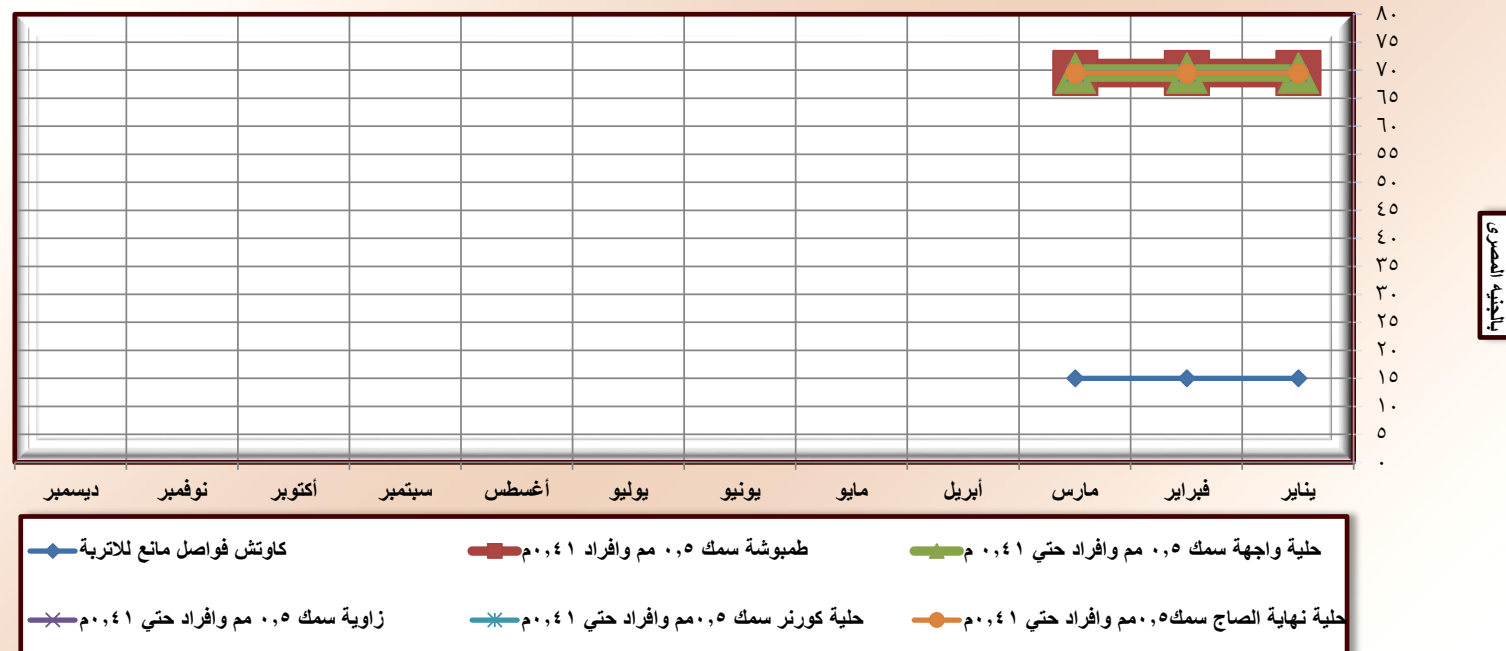 ٨٠
٧٥
٧٠
٦٥
٦٠
٥٥
٥٠
٤٥
٤٠
٣٥
٣٠
٢٥
٢٠
١٥
١٠
٥
٠
بالجنيه المصرى
يناير فبراير مارس أبريل مايو يونيو يوليو أغسطس سبتمبر أكتوبر نوفمبر ديسمبر
حلية واجهة سمك ٠,٥ مم وافراد حتي ٠,٤١ م
طمبوشة سمك ٠,٥ مم وافراد ٠,٤١م
كاوتش فواصل مانع للاتربة
حلية نهاية الصاج سمك٠,٥مم وافراد حتي ٠,٤١م
حلية كورنر سمك ٠,٥مم وافراد حتي ٠,٤١م
زاوية سمك ٠,٥ مم وافراد حتي ٠,٤١م